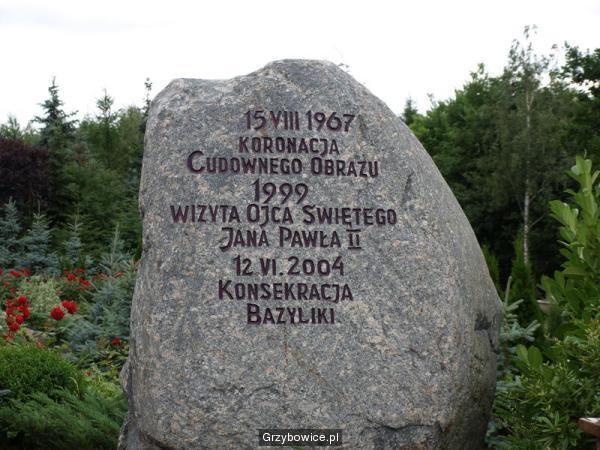 15 VIII 1967
KORONACJA
CUDOWNEGO OBRAZU
1999
WIZYTA OJCA ŚWIĘTEGO
JANA PAWŁA II
12 VI. 2004
KONSEKRACJA
BAZYLIKI
Grzybowice.pl